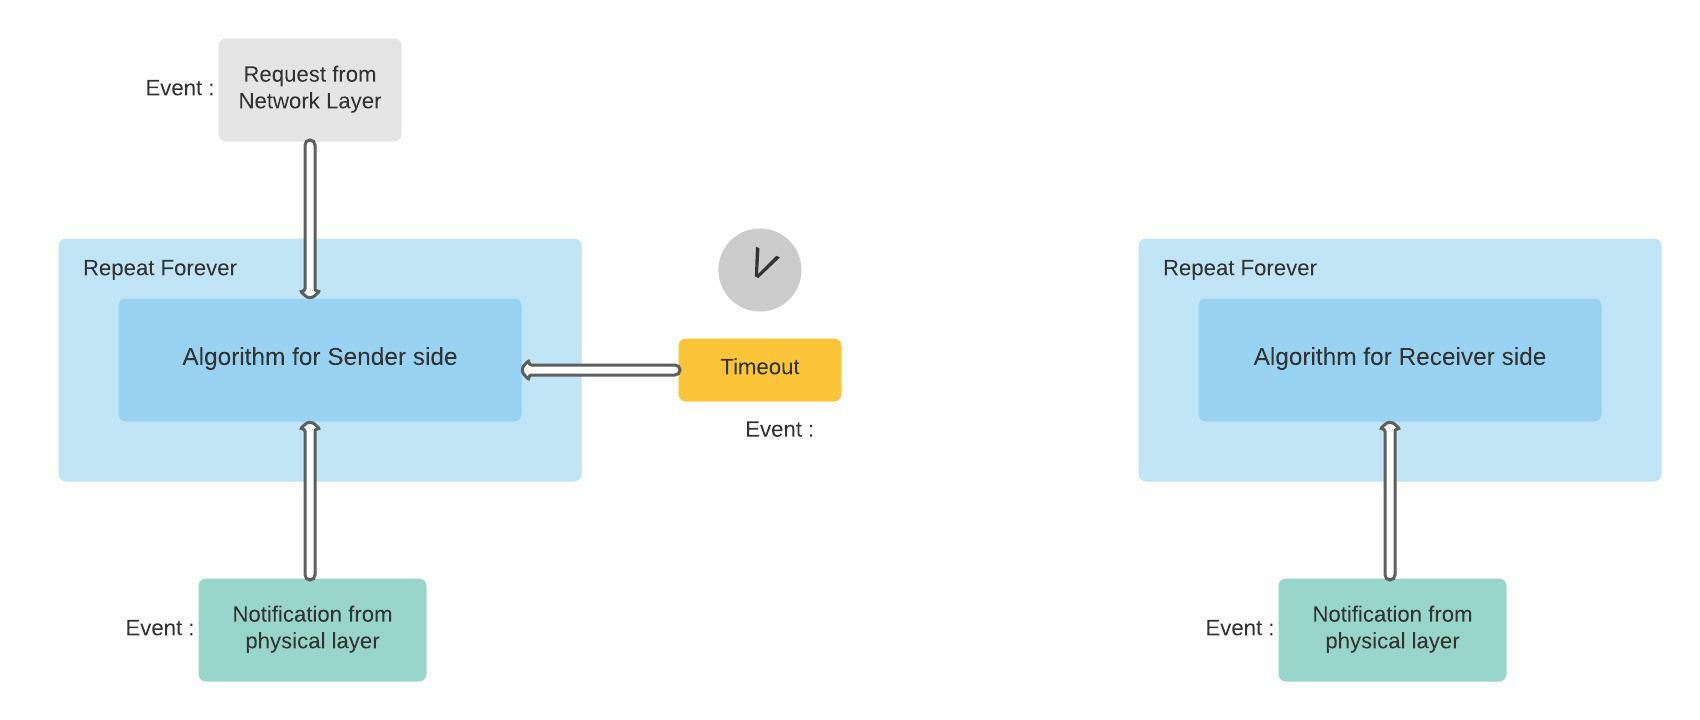 Event :
Request from
Network Layer
Repeat Forever
Algorithm for Sender side
Timeout
Event :
Event :
Notification from
physical layer
Repeat Forever
Algorithm for Receiver side
Event :
Notification from
physical layer